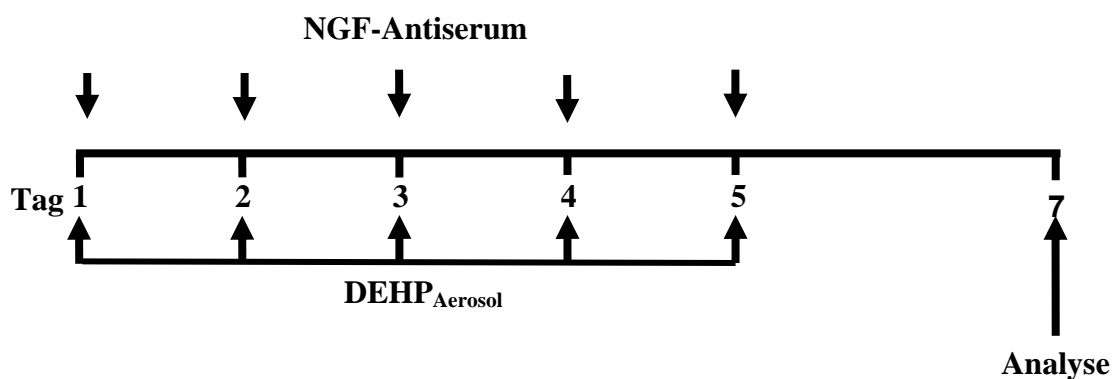 NGF-Antiserum
Tag 1 2 3 4 5 7
DEHPAerosol
Analyse